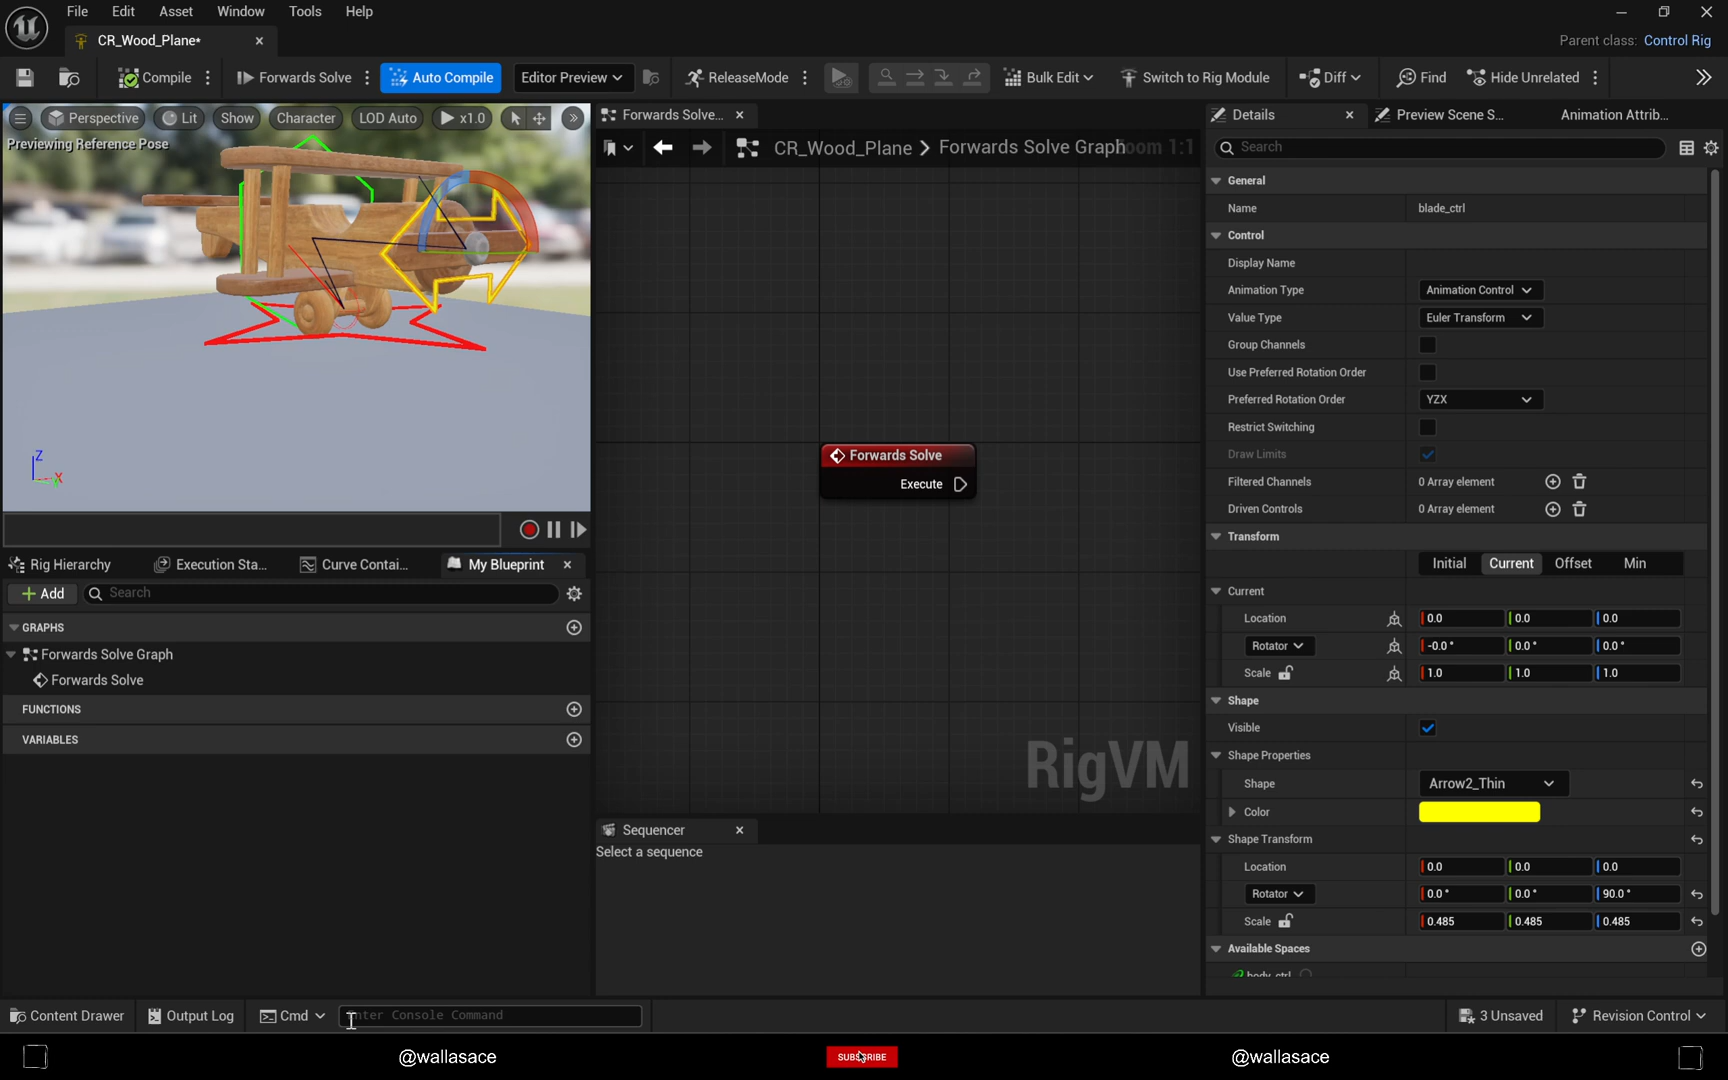 File Edit Asset Window Tools Help
CR_Wood_Plane*
Parent class: Control Rig
Compile Forwards Solve Auto Compile Editor Preview ReleaseMode Bulk Edit Switch to Rig Module Diff Find Hide Unrelated
Perspective Lit Show Character LOD Auto x1.0
Previewing Reference Pose
Z
X
Rig Hierarchy Execution Sta... Curve Contai... My Blueprint
Add Search
GRAPHS
Forwards Solve Graph
Forwards Solve
FUNCTIONS
VARIABLES
Forwards Solve...
CR_Wood_Plane > Forwards Solve Graph
oom 1:1
Forwards Solve
Execute
RigVM
Sequencer
Select a sequence
Details Preview Scene S... Animation Attrib...
Search
General
Name blade_ctrl
Control
Display Name
Animation Type Animation Control
Value Type Euler Transform
Group Channels
Use Preferred Rotation Order
Preferred Rotation Order YZX
Restrict Switching
Draw Limits
Filtered Channels 0 Array element
Driven Controls 0 Array element
Transform
Initial Current Offset Min
Current
Location 0.0 0.0 0.0
Rotator -0.0° 0.0° 0.0°
Scale 1.0 1.0 1.0
Shape
Visible
Shape Properties
Shape Arrow2_Thin
Color
Shape Transform
Location 0.0 0.0 0.0
Rotator 0.0° 0.0° 90.0°
Scale 0.485 0.485 0.485
Available Spaces
body_ctrl
Content Drawer Output Log Cmd Enter Console Command 3 Unsaved Revision Control
@wallasace SUBSCRIBE @wallasace